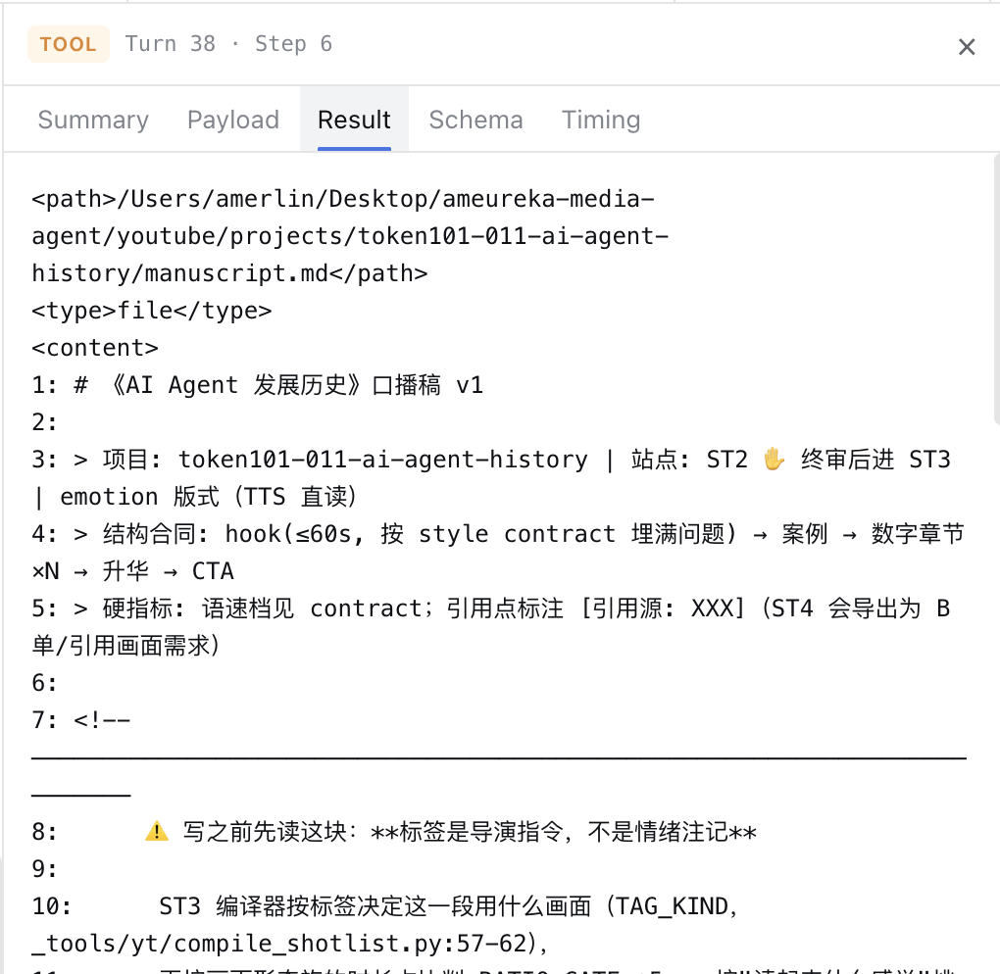 TOOL Turn 38 · Step 6 ×
Summary Payload Result Schema Timing
<path>/Users/amerlin/Desktop/ameureka-media-
agent/youtube/projects/token101-011-ai-agent-
history/manuscript.md</path>
<type>file</type>
<content>
1: # 《AI Agent 发展历史》口播稿 v1
2:
3: > 项目: token101-011-ai-agent-history | 站点: ST2 ✋ 终审后进 ST3
| emotion 版式（TTS 直读）
4: > 结构合同: hook(≤60s, 按 style contract 埋满问题) → 案例 → 数字章节
×N → 升华 → CTA
5: > 硬指标: 语速档见 contract；引用点标注 [引用源: XXX]（ST4 会导出为 B
单/引用画面需求）
6:
7: <!--
8: ⚠️ 写之前先读这块：**标签是导演指令，不是情绪注记**
9:
10: ST3 编译器按标签决定这一段用什么画面（TAG_KIND,
_tools/yt/compile_shotlist.py:57-62），